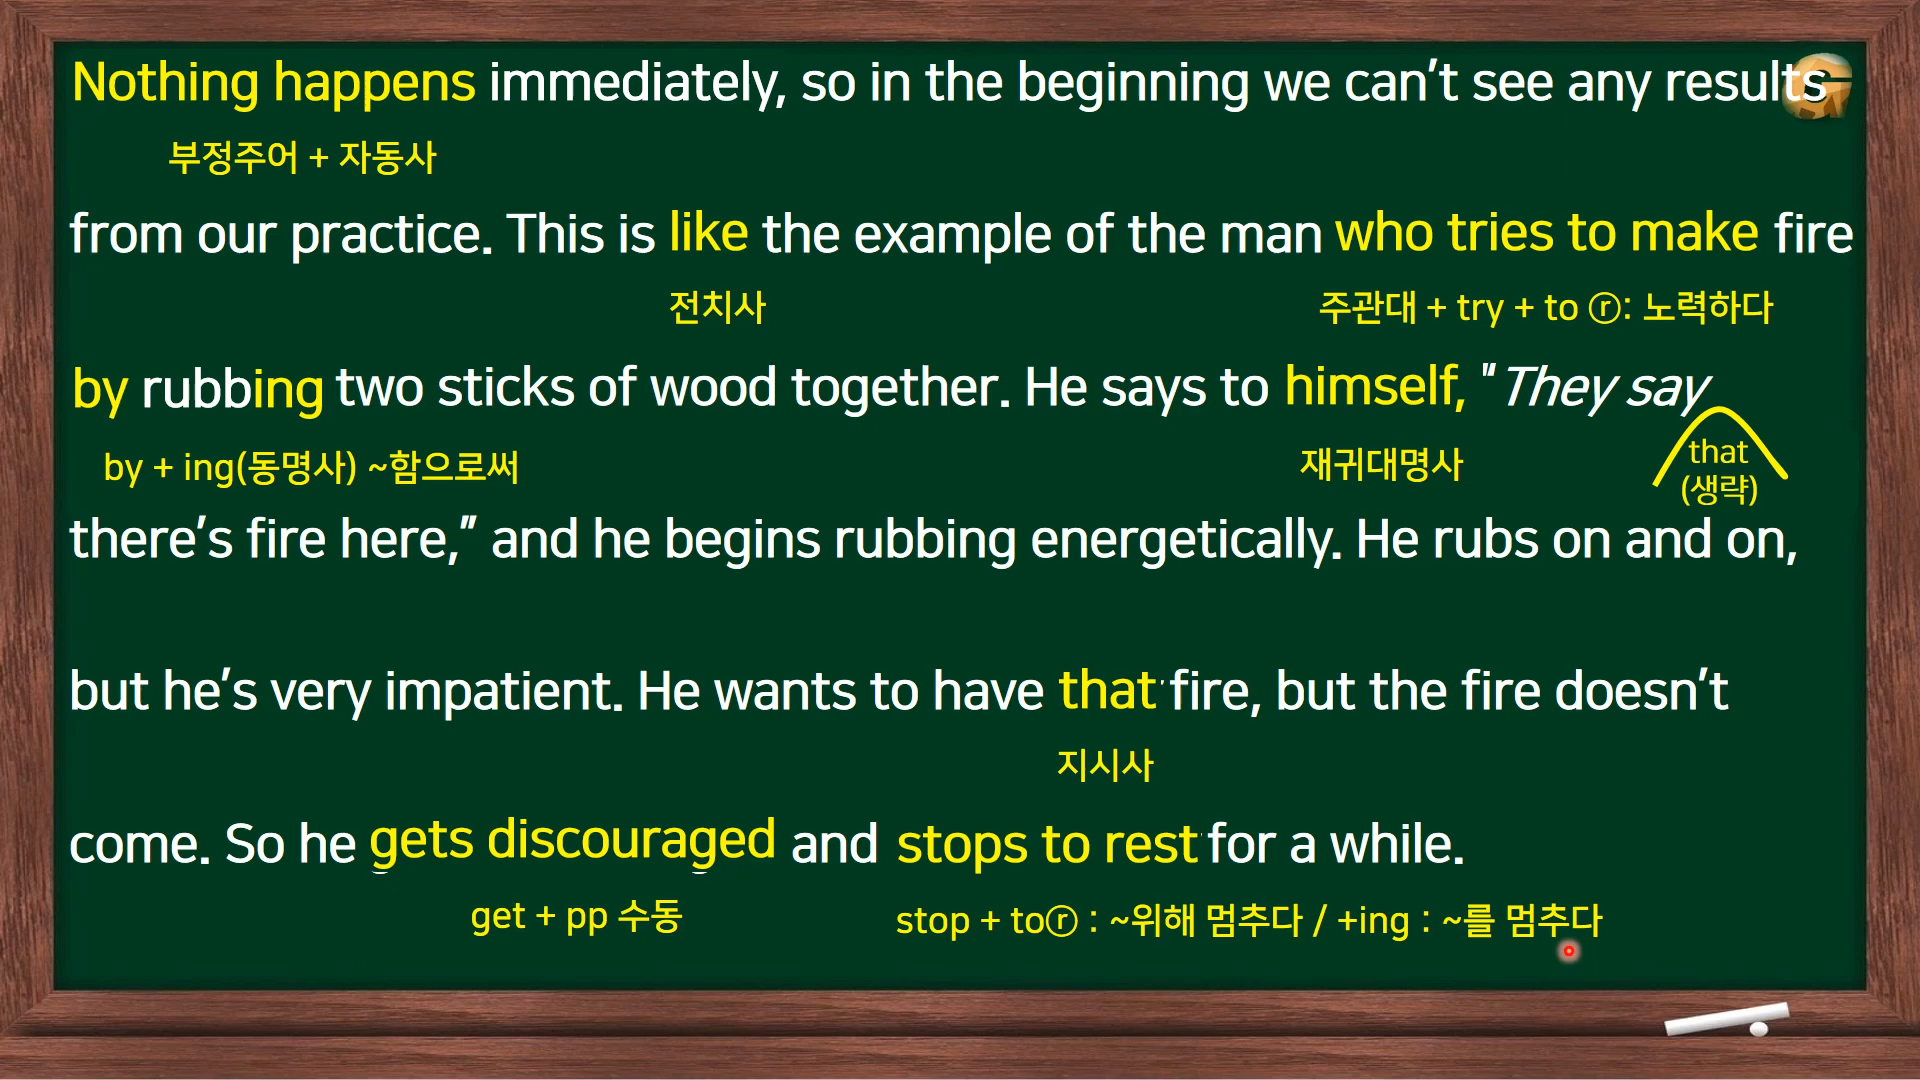 Nothing happens immediately, so in the beginning we can't see any results
부정주어 + 자동사
from our practice. This is like the example of the man who tries to make fire
전치사 주관대 + try + to ⓡ: 노력하다
by rubbing two sticks of wood together. He says to himself, "They say
by + ing(동명사) ~함으로써 재귀대명사 that
(생략)
there's fire here," and he begins rubbing energetically. He rubs on and on,
but he's very impatient. He wants to have that fire, but the fire doesn't
지시사
come. So he gets discouraged and stops to rest for a while.
get + pp 수동 stop + toⓡ : ~위해 멈추다 / +ing : ~를 멈추다